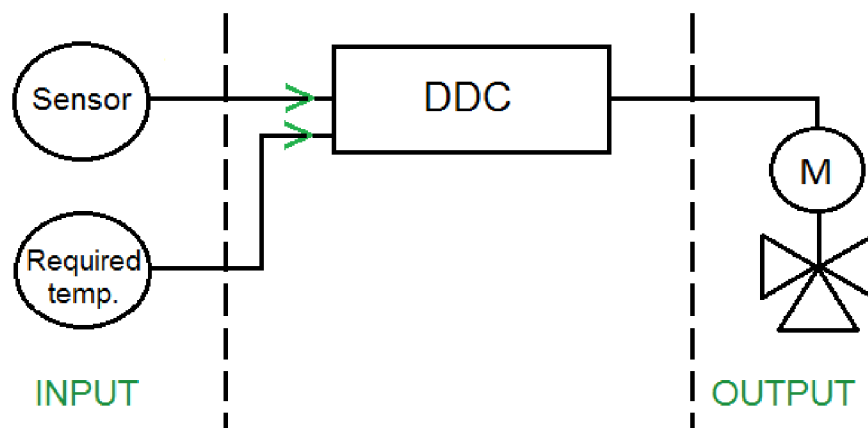 Sensor
DDC
M
Required
temp.
INPUT
OUTPUT